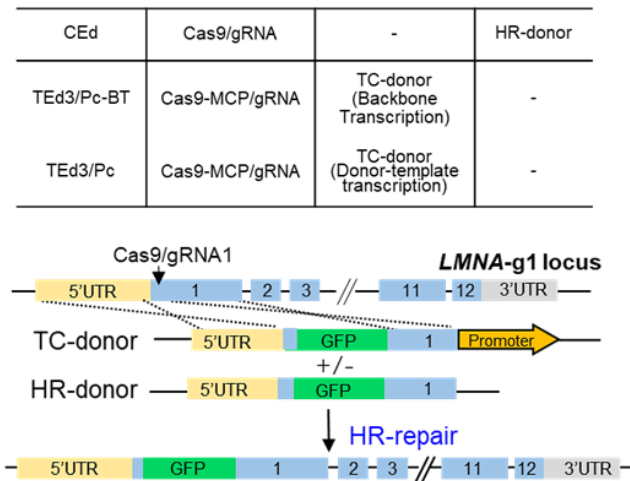 CEd Cas9/gRNA - HR-donor
TEd3/Pc-BT Cas9-MCP/gRNA TC-donor
(Backbone
Transcription) -
TEd3/Pc Cas9-MCP/gRNA TC-donor
(Donor-template
transcription) -
Cas9/gRNA1
LMNA-g1 locus
5'UTR 1 2 3 // 11 12 3'UTR
TC-donor 5'UTR GFP 1 Promoter
+/-
HR-donor 5'UTR GFP 1
HR-repair
5'UTR GFP 1 2 3 // 11 12 3'UTR